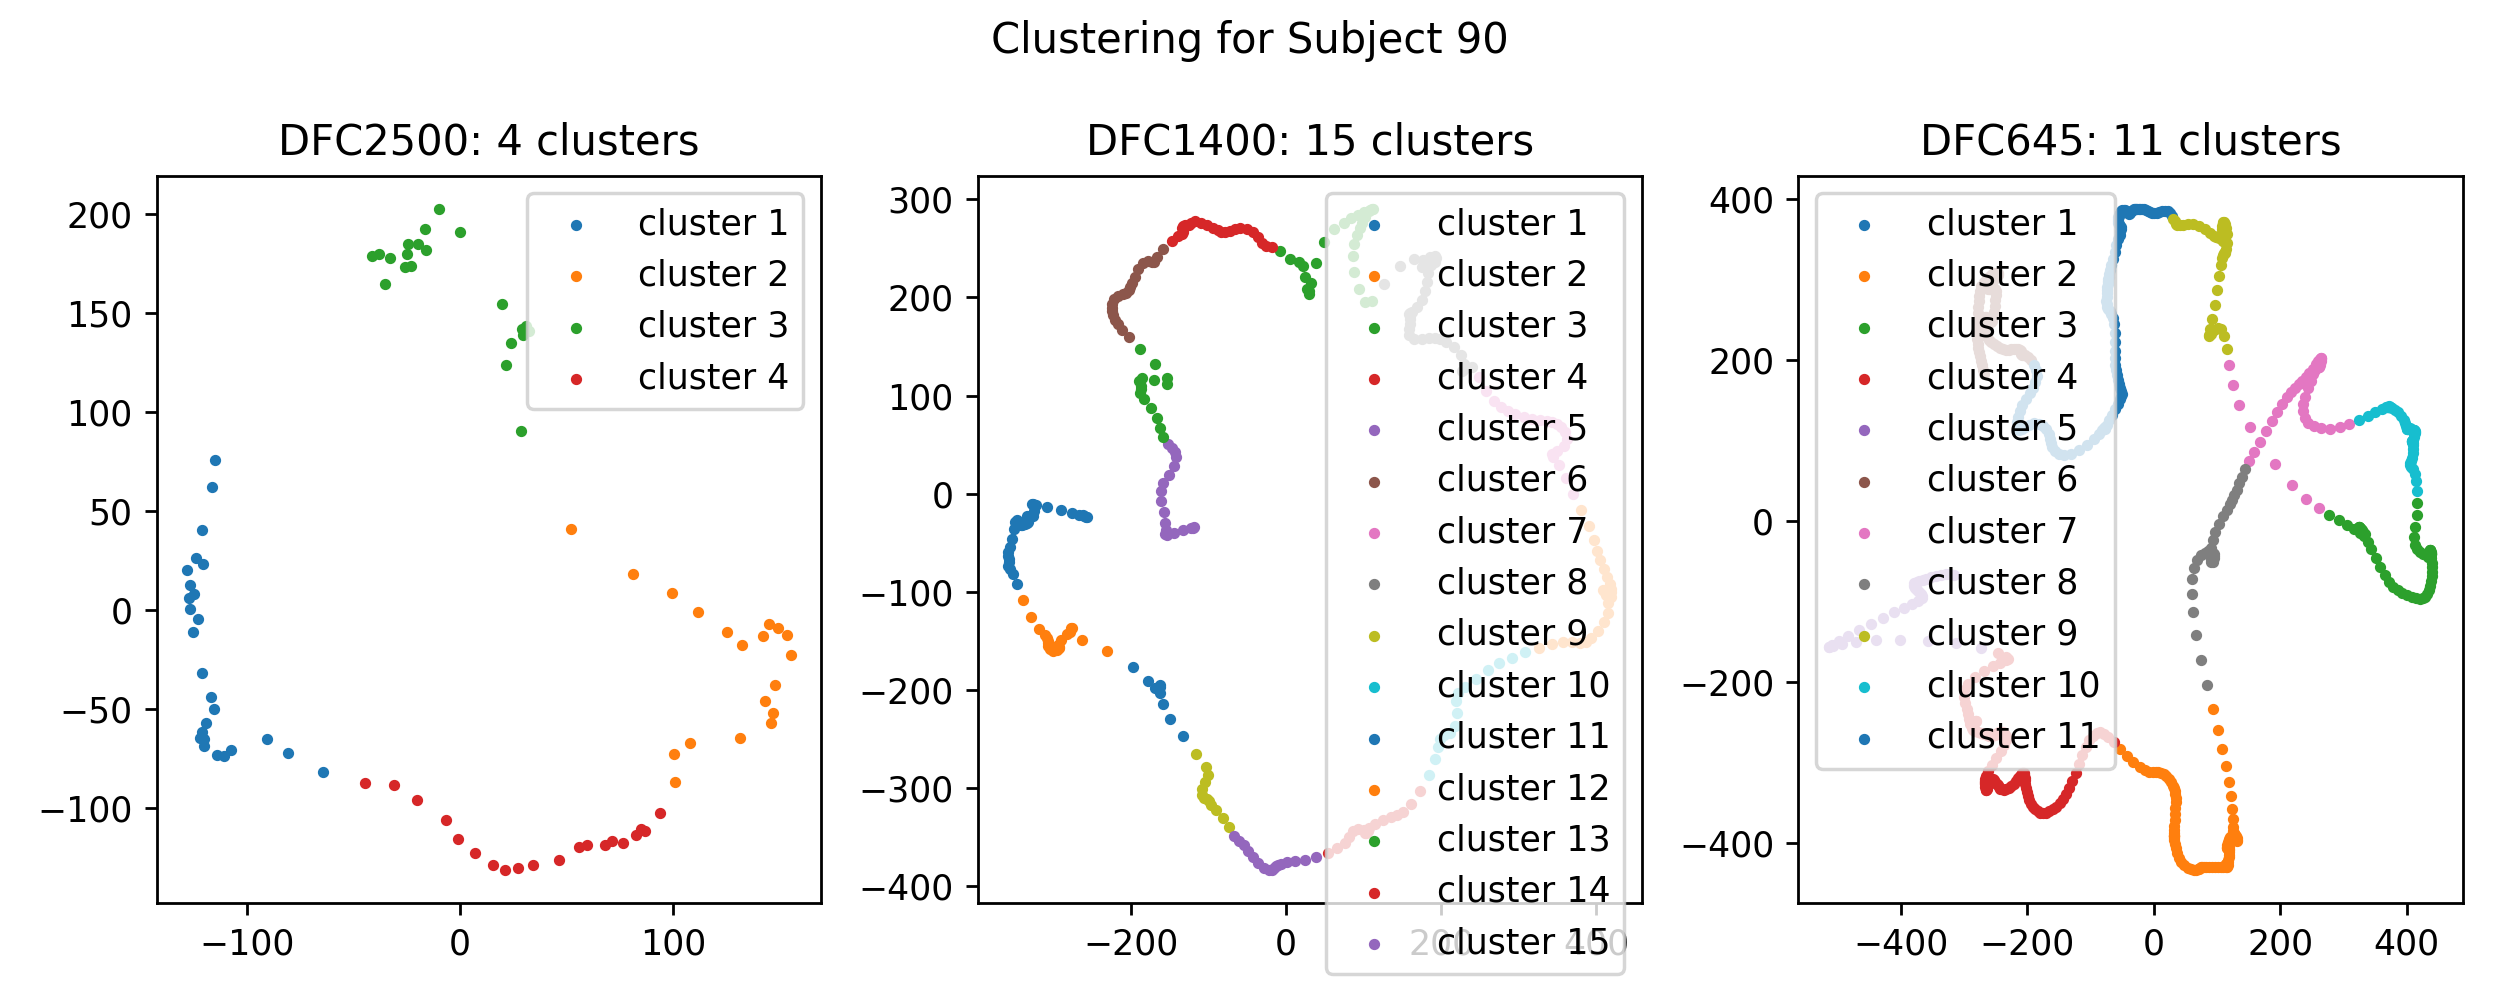 Clustering for Subject 90
DFC2500: 4 clusters
200
150
100
50
0
−50
−100
−100
0
100
cluster 1
cluster 2
cluster 3
cluster 4
DFC1400: 15 clusters
300
200
100
0
−100
−200
−300
−400
−200
0
200
400
cluster 1
cluster 2
cluster 3
cluster 4
cluster 5
cluster 6
cluster 7
cluster 8
cluster 9
cluster 10
cluster 11
cluster 12
cluster 13
cluster 14
cluster 15
DFC645: 11 clusters
400
200
0
−200
−400
−400
−200
0
200
400
cluster 1
cluster 2
cluster 3
cluster 4
cluster 5
cluster 6
cluster 7
cluster 8
cluster 9
cluster 10
cluster 11